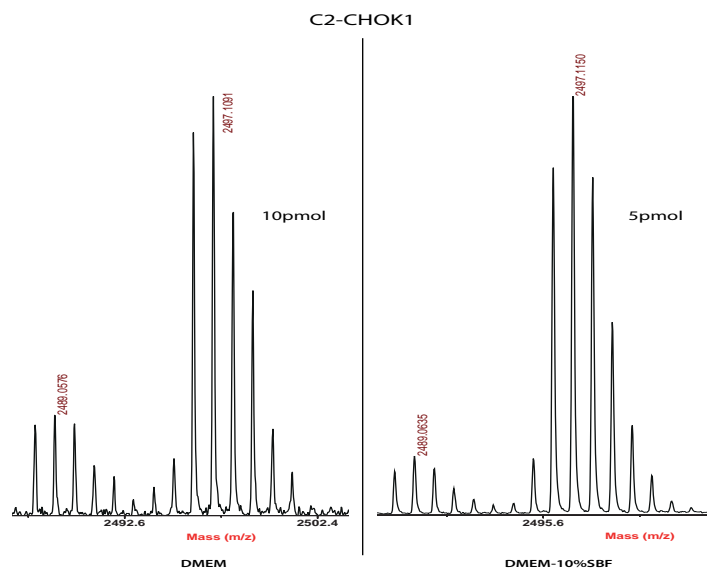 C2-CHOK1
2497.1091
2497.1150
10pmol
5pmol
2489.0576
2489.0635
2492.6
2502.4
2495.6
Mass (m/z)
Mass (m/z)
DMEM
DMEM-10%SBF